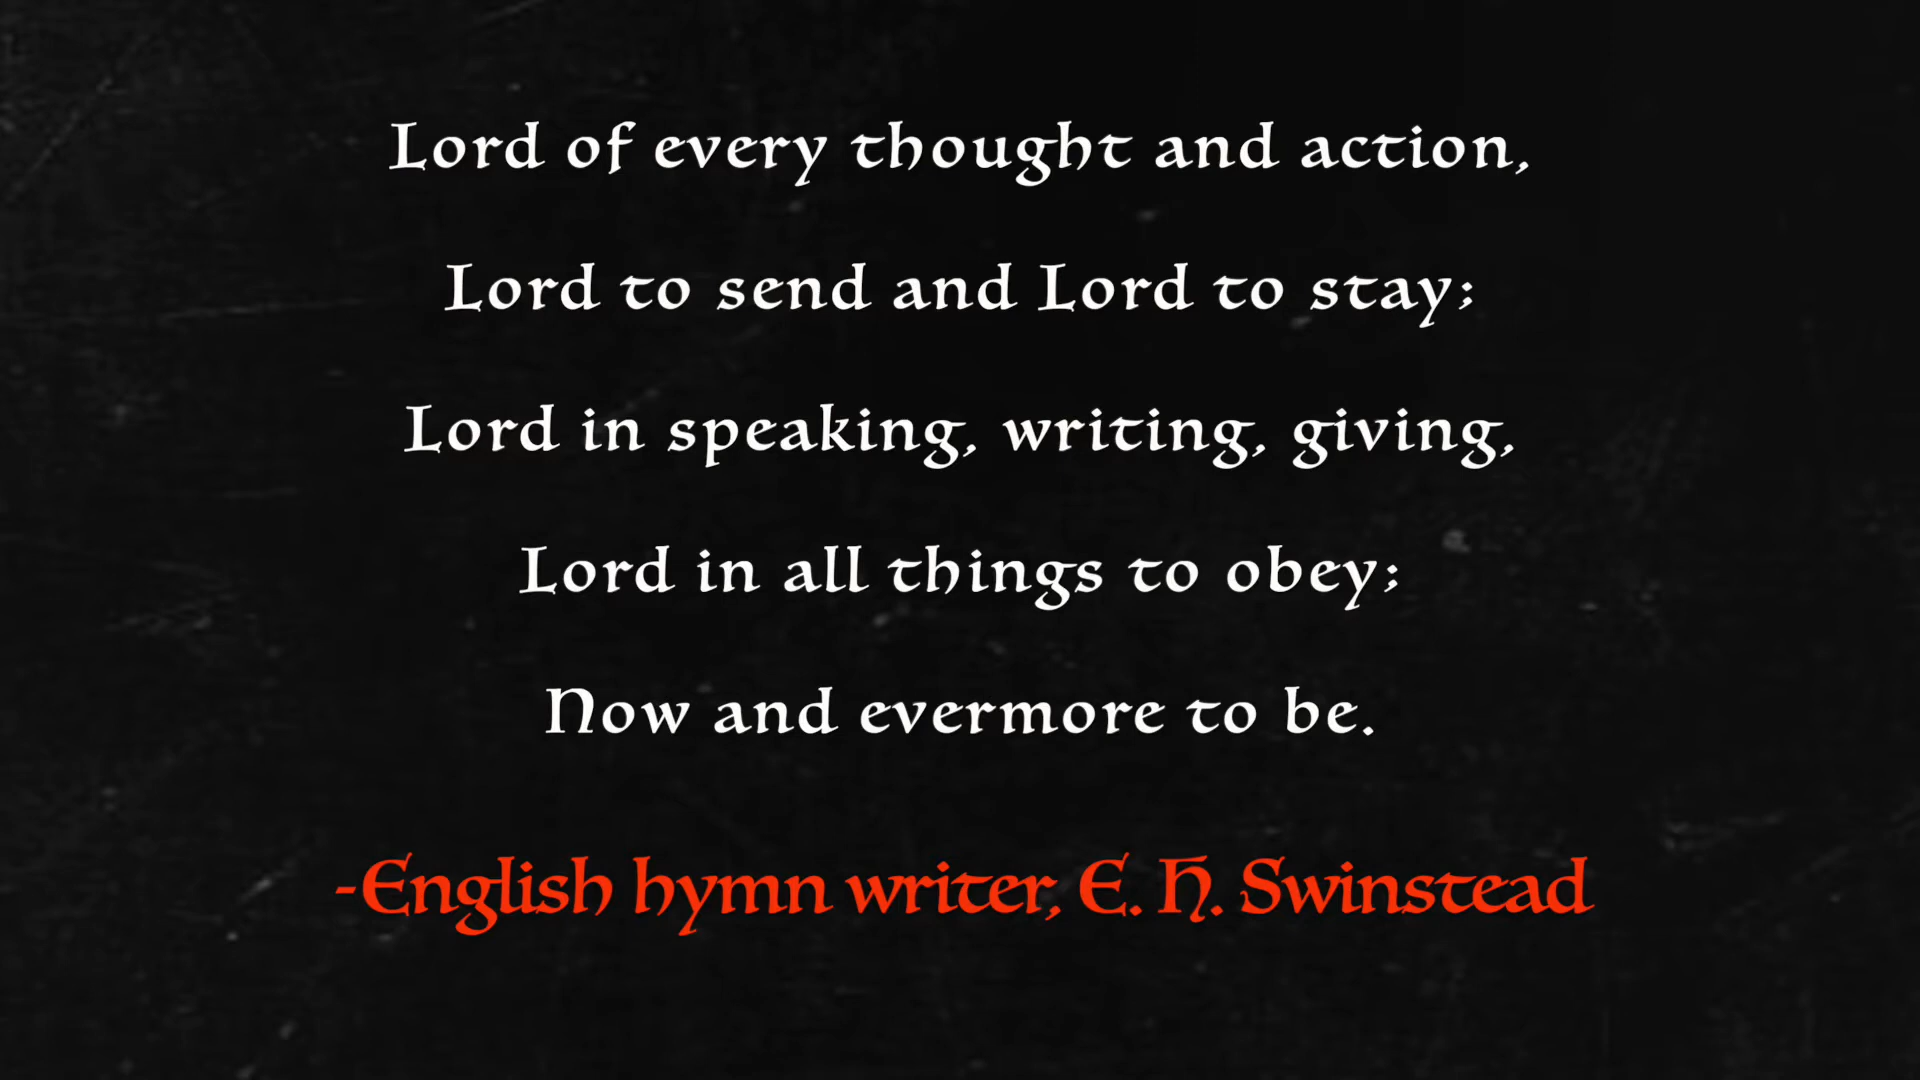 Lord of every thought and action,
Lord to send and Lord to stay;
Lord in speaking, writing, giving,
Lord in all things to obey;
Now and evermore to be.
-English hymn writer, E. H. Swinstead